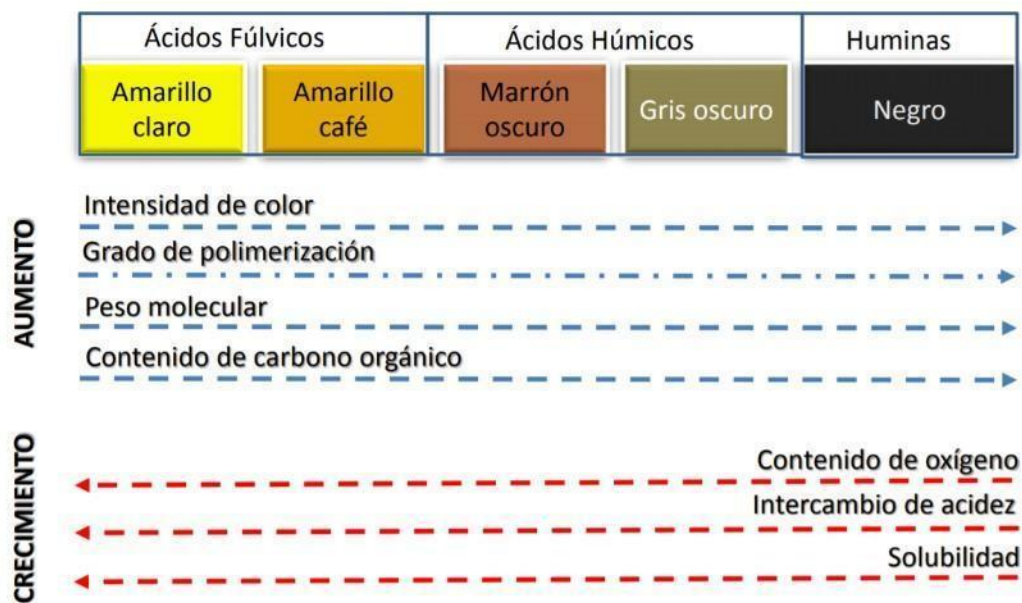 Ácidos Fúlvicos
Ácidos Húmicos
Huminas
Amarillo
claro
Amarillo
café
Marrón
oscuro
Gris oscuro
Negro
AUMENTO
Intensidad de color
Grado de polimerización
Peso molecular
Contenido de carbono orgánico
CRECIMIENTO
Contenido de oxígeno
Intercambio de acidez
Solubilidad